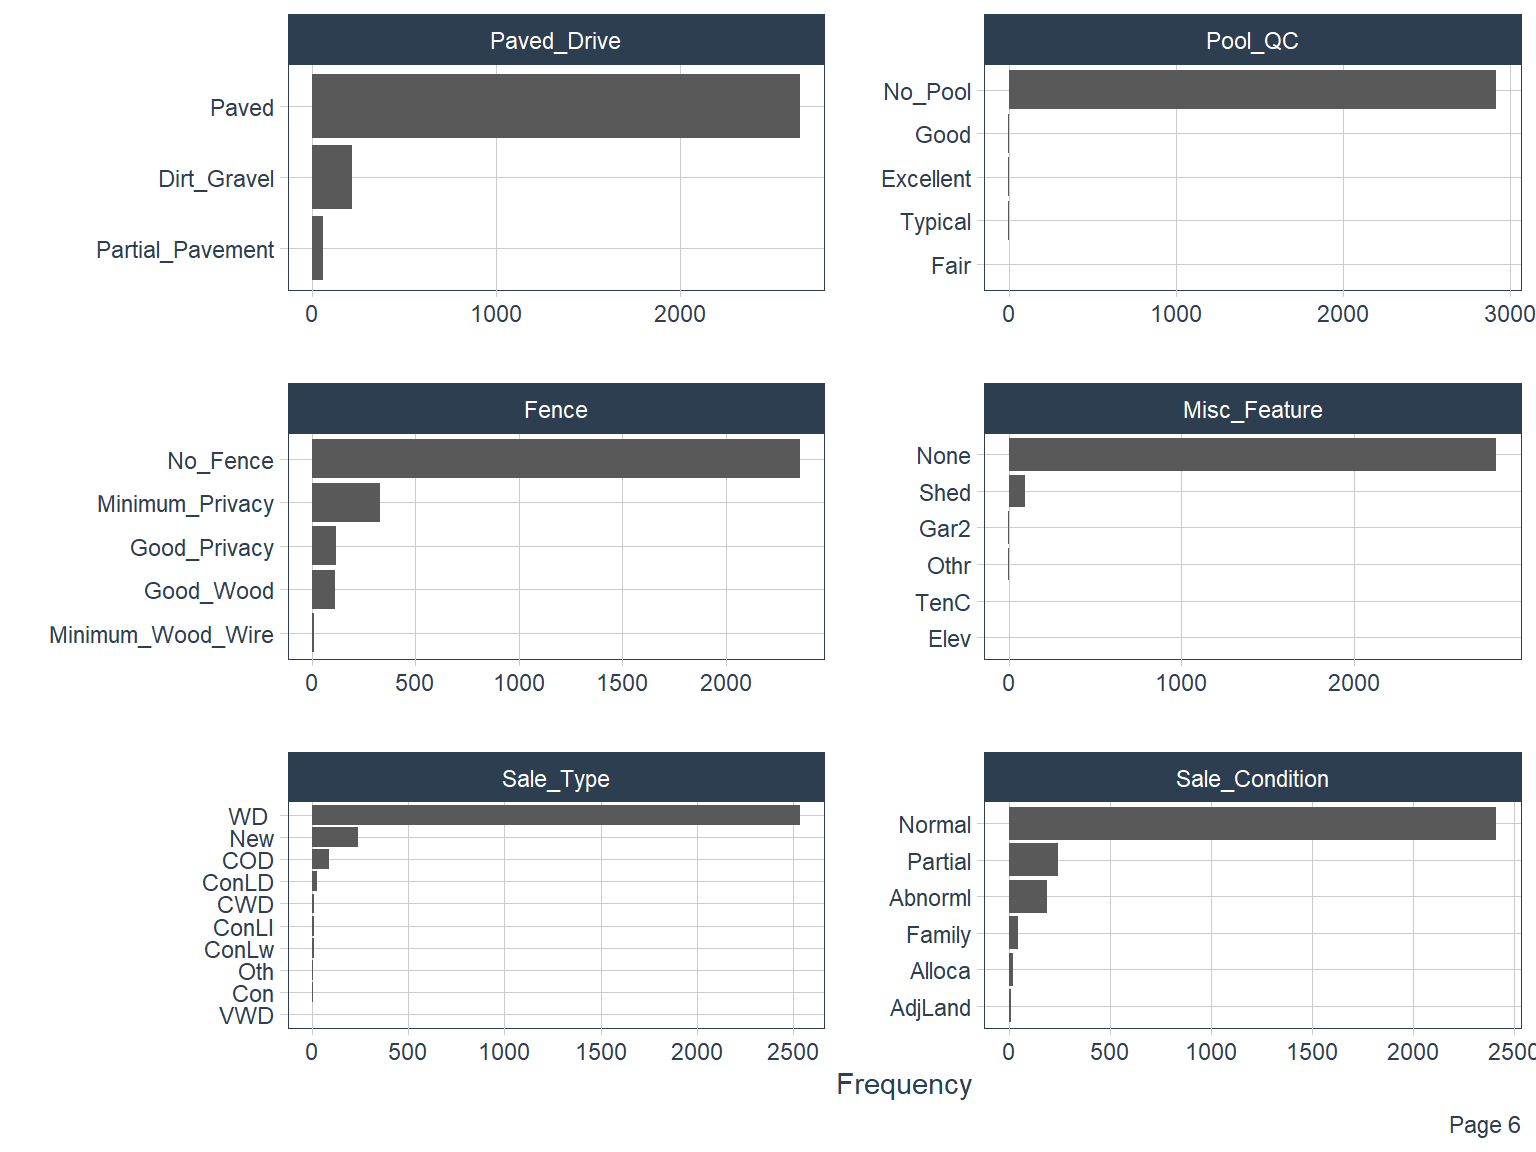 Paved_Drive
Paved
Dirt_Gravel
Partial_Pavement
0 1000 2000
Pool_QC
No_Pool
Good
Excellent
Typical
Fair
0 1000 2000 3000
Fence
No_Fence
Minimum_Privacy
Good_Privacy
Good_Wood
Minimum_Wood_Wire
0 500 1000 1500 2000
Misc_Feature
None
Shed
Gar2
Othr
TenC
Elev
0 1000 2000
Sale_Type
WD
New
COD
ConLD
CWD
ConLI
ConLw
Oth
Con
VWD
0 500 1000 1500 2000 2500
Sale_Condition
Normal
Partial
Abnorml
Family
Alloca
AdjLand
0 500 1000 1500 2000 2500
Frequency
Page 6